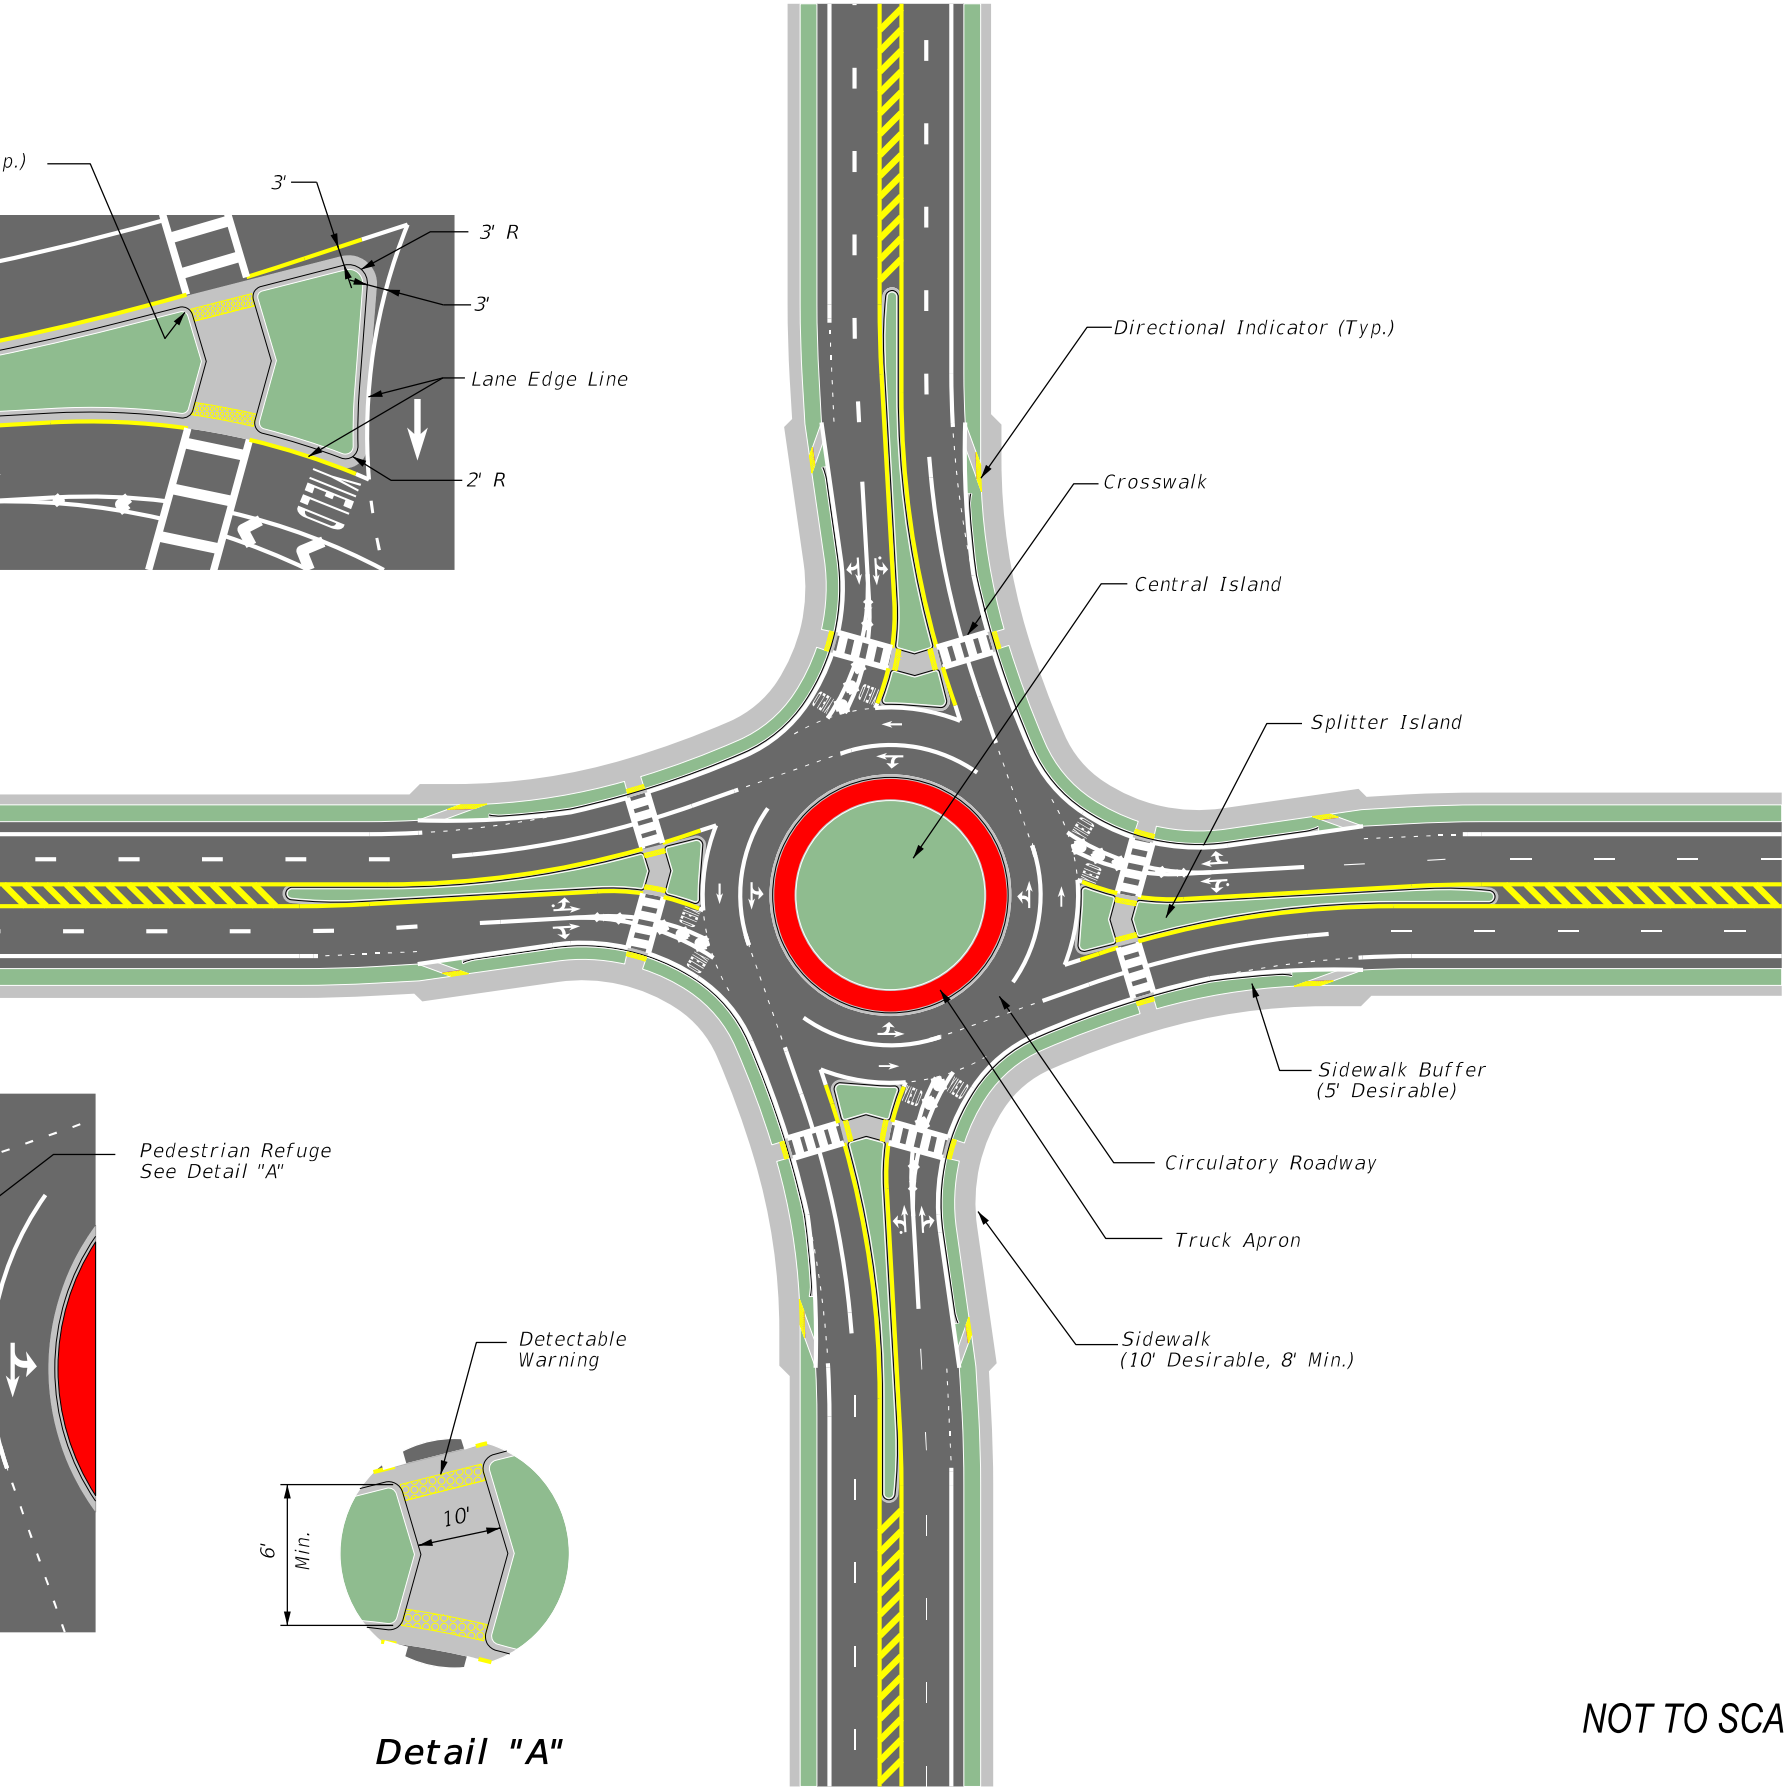 p.)
3'
3' R
3'
Lane Edge Line
2' R
YIELD
Directional Indicator (Typ.)
Crosswalk
Central Island
Splitter Island
YIELD
YIELD
YIELD
YIELD
YIELD
YIELD
YIELD
YIELD
Sidewalk Buffer
(5' Desirable)
Circulatory Roadway
Truck Apron
Sidewalk
(10' Desirable, 8' Min.)
Pedestrian Refuge
See Detail "A"
Detectable
Warning
10'
6'
Min.
Detail "A"
NOT TO SCA